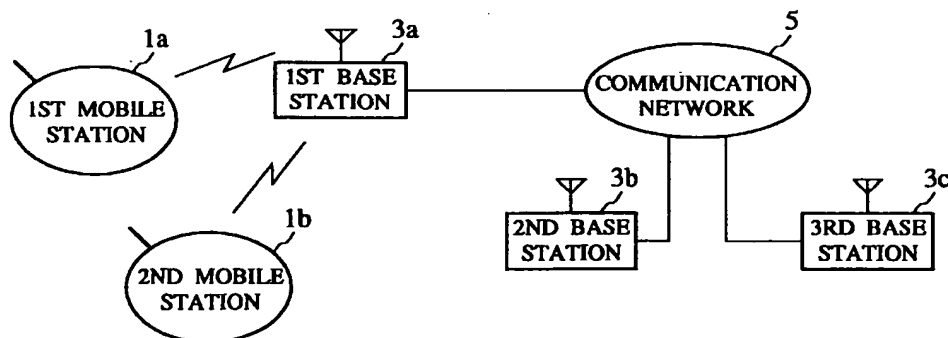 1a
1ST MOBILE
STATION
3a
1ST BASE
STATION
5
COMMUNICATION
NETWORK
1b
2ND MOBILE
STATION
3b
2ND BASE
STATION
3c
3RD BASE
STATION